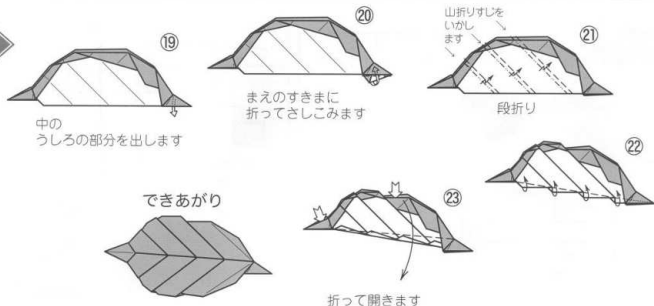 ⑲
中の
うしろの部分を出します
⑳
まえのすきまに
折ってさしこみます
㉑
山折りすじを
いかし
ます
段折り
㉒
㉓
折って開きます
できあがり